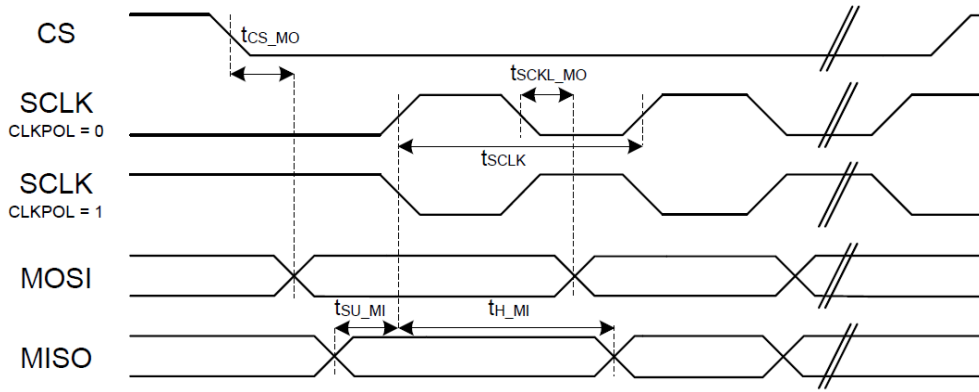 CS
tCS_MO
tSCKL_MO
SCLK
CLKPOL = 0
tSCLK
SCLK
CLKPOL = 1
MOSI
tSU_MI
tH_MI
MISO